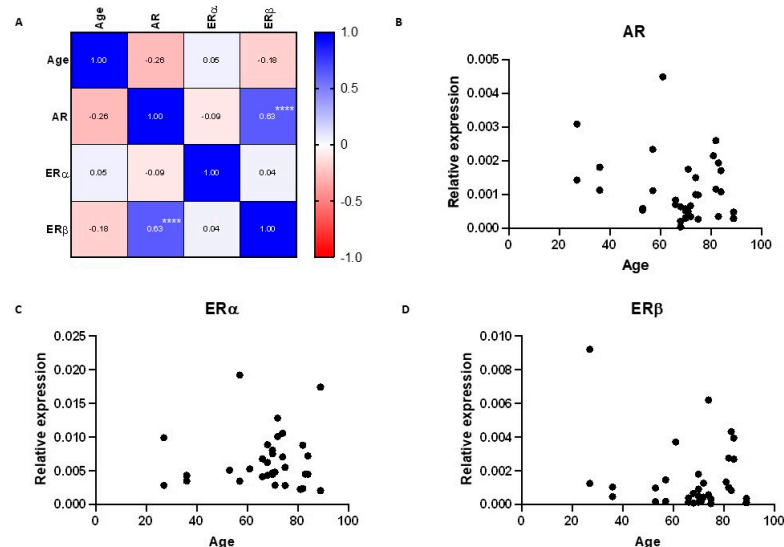 A
Age AR ERα ERβ
Age 1.00 -0.26 0.05 -0.18
AR -0.26 1.00 -0.09 0.63 ****
ERα 0.05 -0.09 1.00 0.04
ERβ -0.18 0.63 **** 0.04 1.00
1.0
0.5
0
-0.5
-1.0
B
AR
Relative expression
0.005
0.004
0.003
0.002
0.001
0.000
0 20 40 60 80 100
Age
C
ERα
Relative expression
0.025
0.020
0.015
0.010
0.005
0.000
0 20 40 60 80 100
Age
D
ERβ
Relative expression
0.010
0.008
0.006
0.004
0.002
0.000
0 20 40 60 80 100
Age